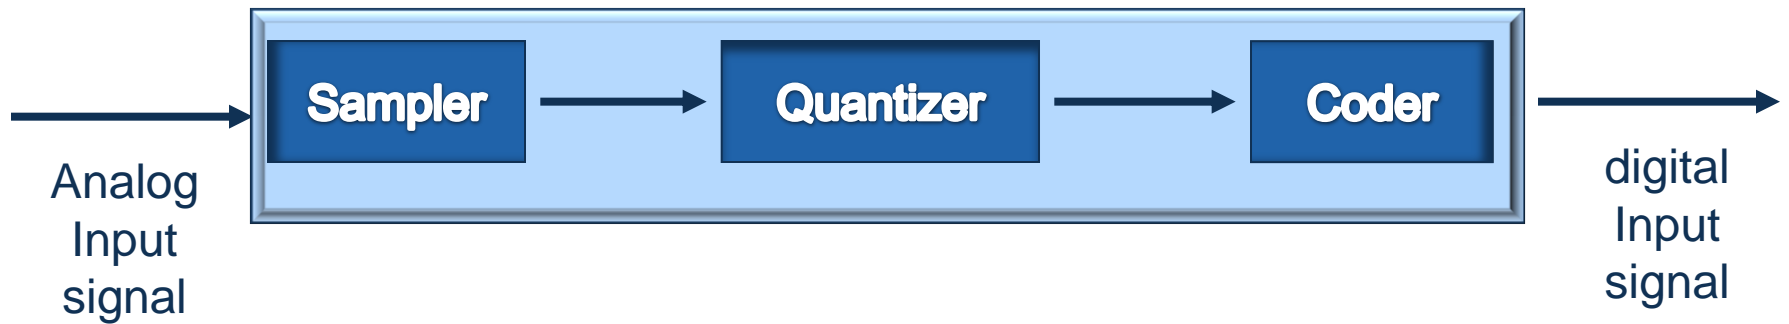 Sampler
Quantizer
Coder
Analog
Input
signal
digital
Input
signal